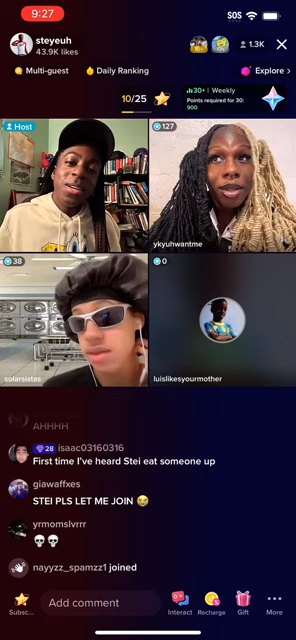 9:27
SOS
steyeuh
43.9K likes
1.3K
Multi-guest
Daily Ranking
Explore >
10/25
30+ | Weekly
Points required for 30:
900
Host
127
ykyuhwantme
38
0
solarsistas
luislikesyourmother
AHHHH
28 isaac03160316
First time I've heard Stei eat someone up
giawaffxes
STEI PLS LET ME JOIN 😭
yrmomslvrrr
💀💀
nayyzz_spamzz1 joined
Subsc...
Add comment
Interact
Recharge
Gift
More